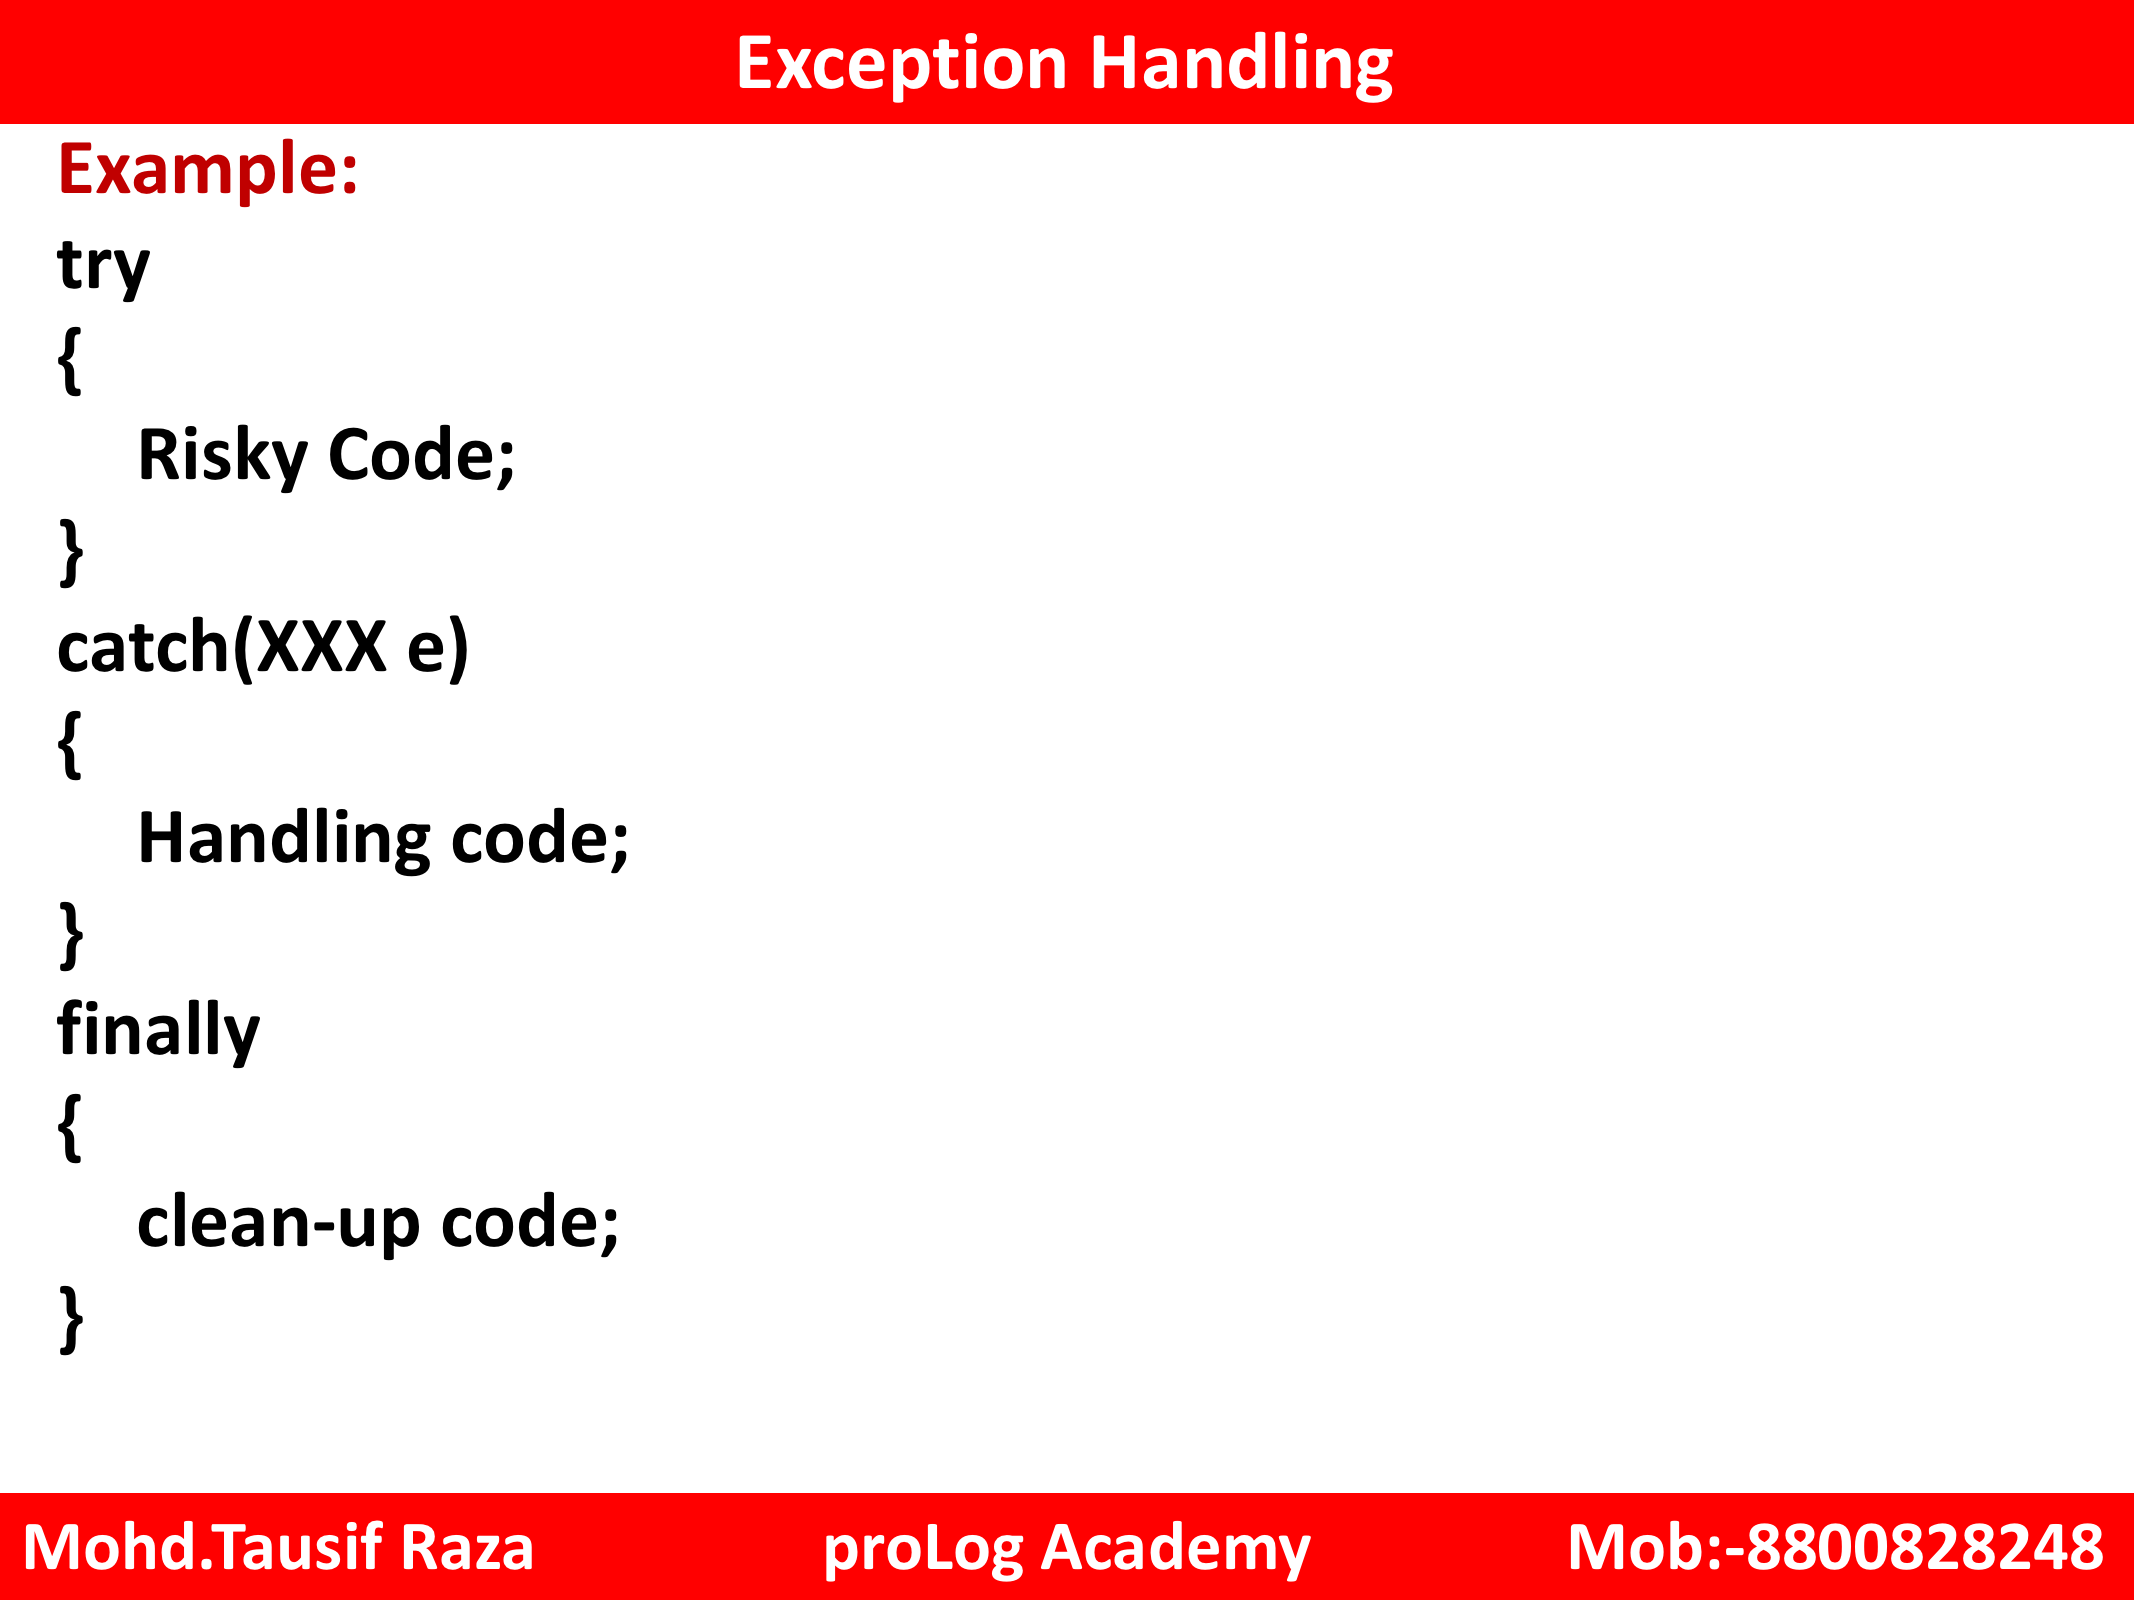 Exception Handling
Example:
try
{
Risky Code;
}
catch(XXX e)
{
Handling code;
}
finally
{
clean-up code;
}
Mohd.Tausif Raza proLog Academy Mob:-8800828248